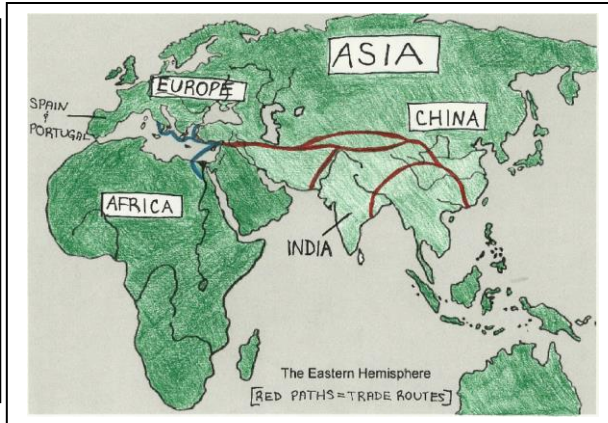 ASIA
EUROPE
CHINA
SPAIN
&
PORTUGAL
AFRICA
INDIA
The Eastern Hemisphere
[RED PATHS=TRADE ROUTES]